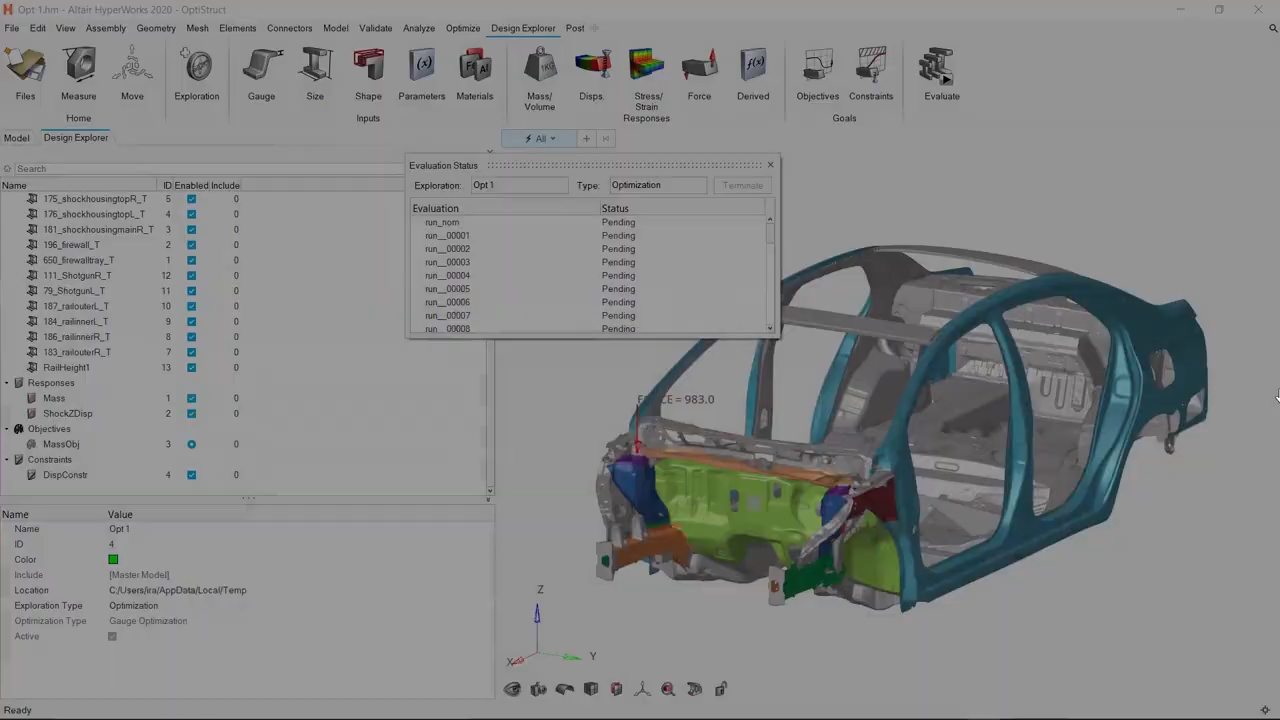 Opt 1.hm - Altair HyperWorks 2020 - OptiStruct
File Edit View Assembly Geometry Mesh Elements Connectors Model Validate Analyze Optimize Design Explorer Post
Files Measure Move Exploration Gauge Size Shape Parameters Materials Mass/ Volume Disp. Stress/ Strain Force Derived Objectives Constraints Evaluate
Home Inputs Responses Goals
Model Design Explorer All
Search
Name ID Enabled Include
175_shockhousingtopR_T 5 0
176_shockhousingtopL_T 4 0
181_shockhousingmainR_T 3 0
196_firewall_T 2 0
650_firewalltray_T 1 0
111_ShotgunR_T 12 0
79_ShotgunL_T 11 0
187_railouterL_T 10 0
184_railinnerL_T 9 0
186_railinnerR_T 8 0
183_railouterR_T 7 0
RailHeight1 13 0
Responses
Mass 1 0
ShockZDisp 2 0
Objectives
MassObj 3 0
Constraints
DispConstr 4 0
Name Value
Name Opt 1
ID 4
Color
Include [Master Model]
Location C:/Users/ira/AppData/Local/Temp
Exploration Type Optimization
Optimization Type Gauge Optimization
Active
Ready
Evaluation Status
Exploration: Opt 1 Type: Optimization Terminate
Evaluation Status
run_nom Pending
run__00001 Pending
run__00002 Pending
run__00003 Pending
run__00004 Pending
run__00005 Pending
run__00006 Pending
run__00007 Pending
run__00008 Pending
= 983.0
Z
X Y